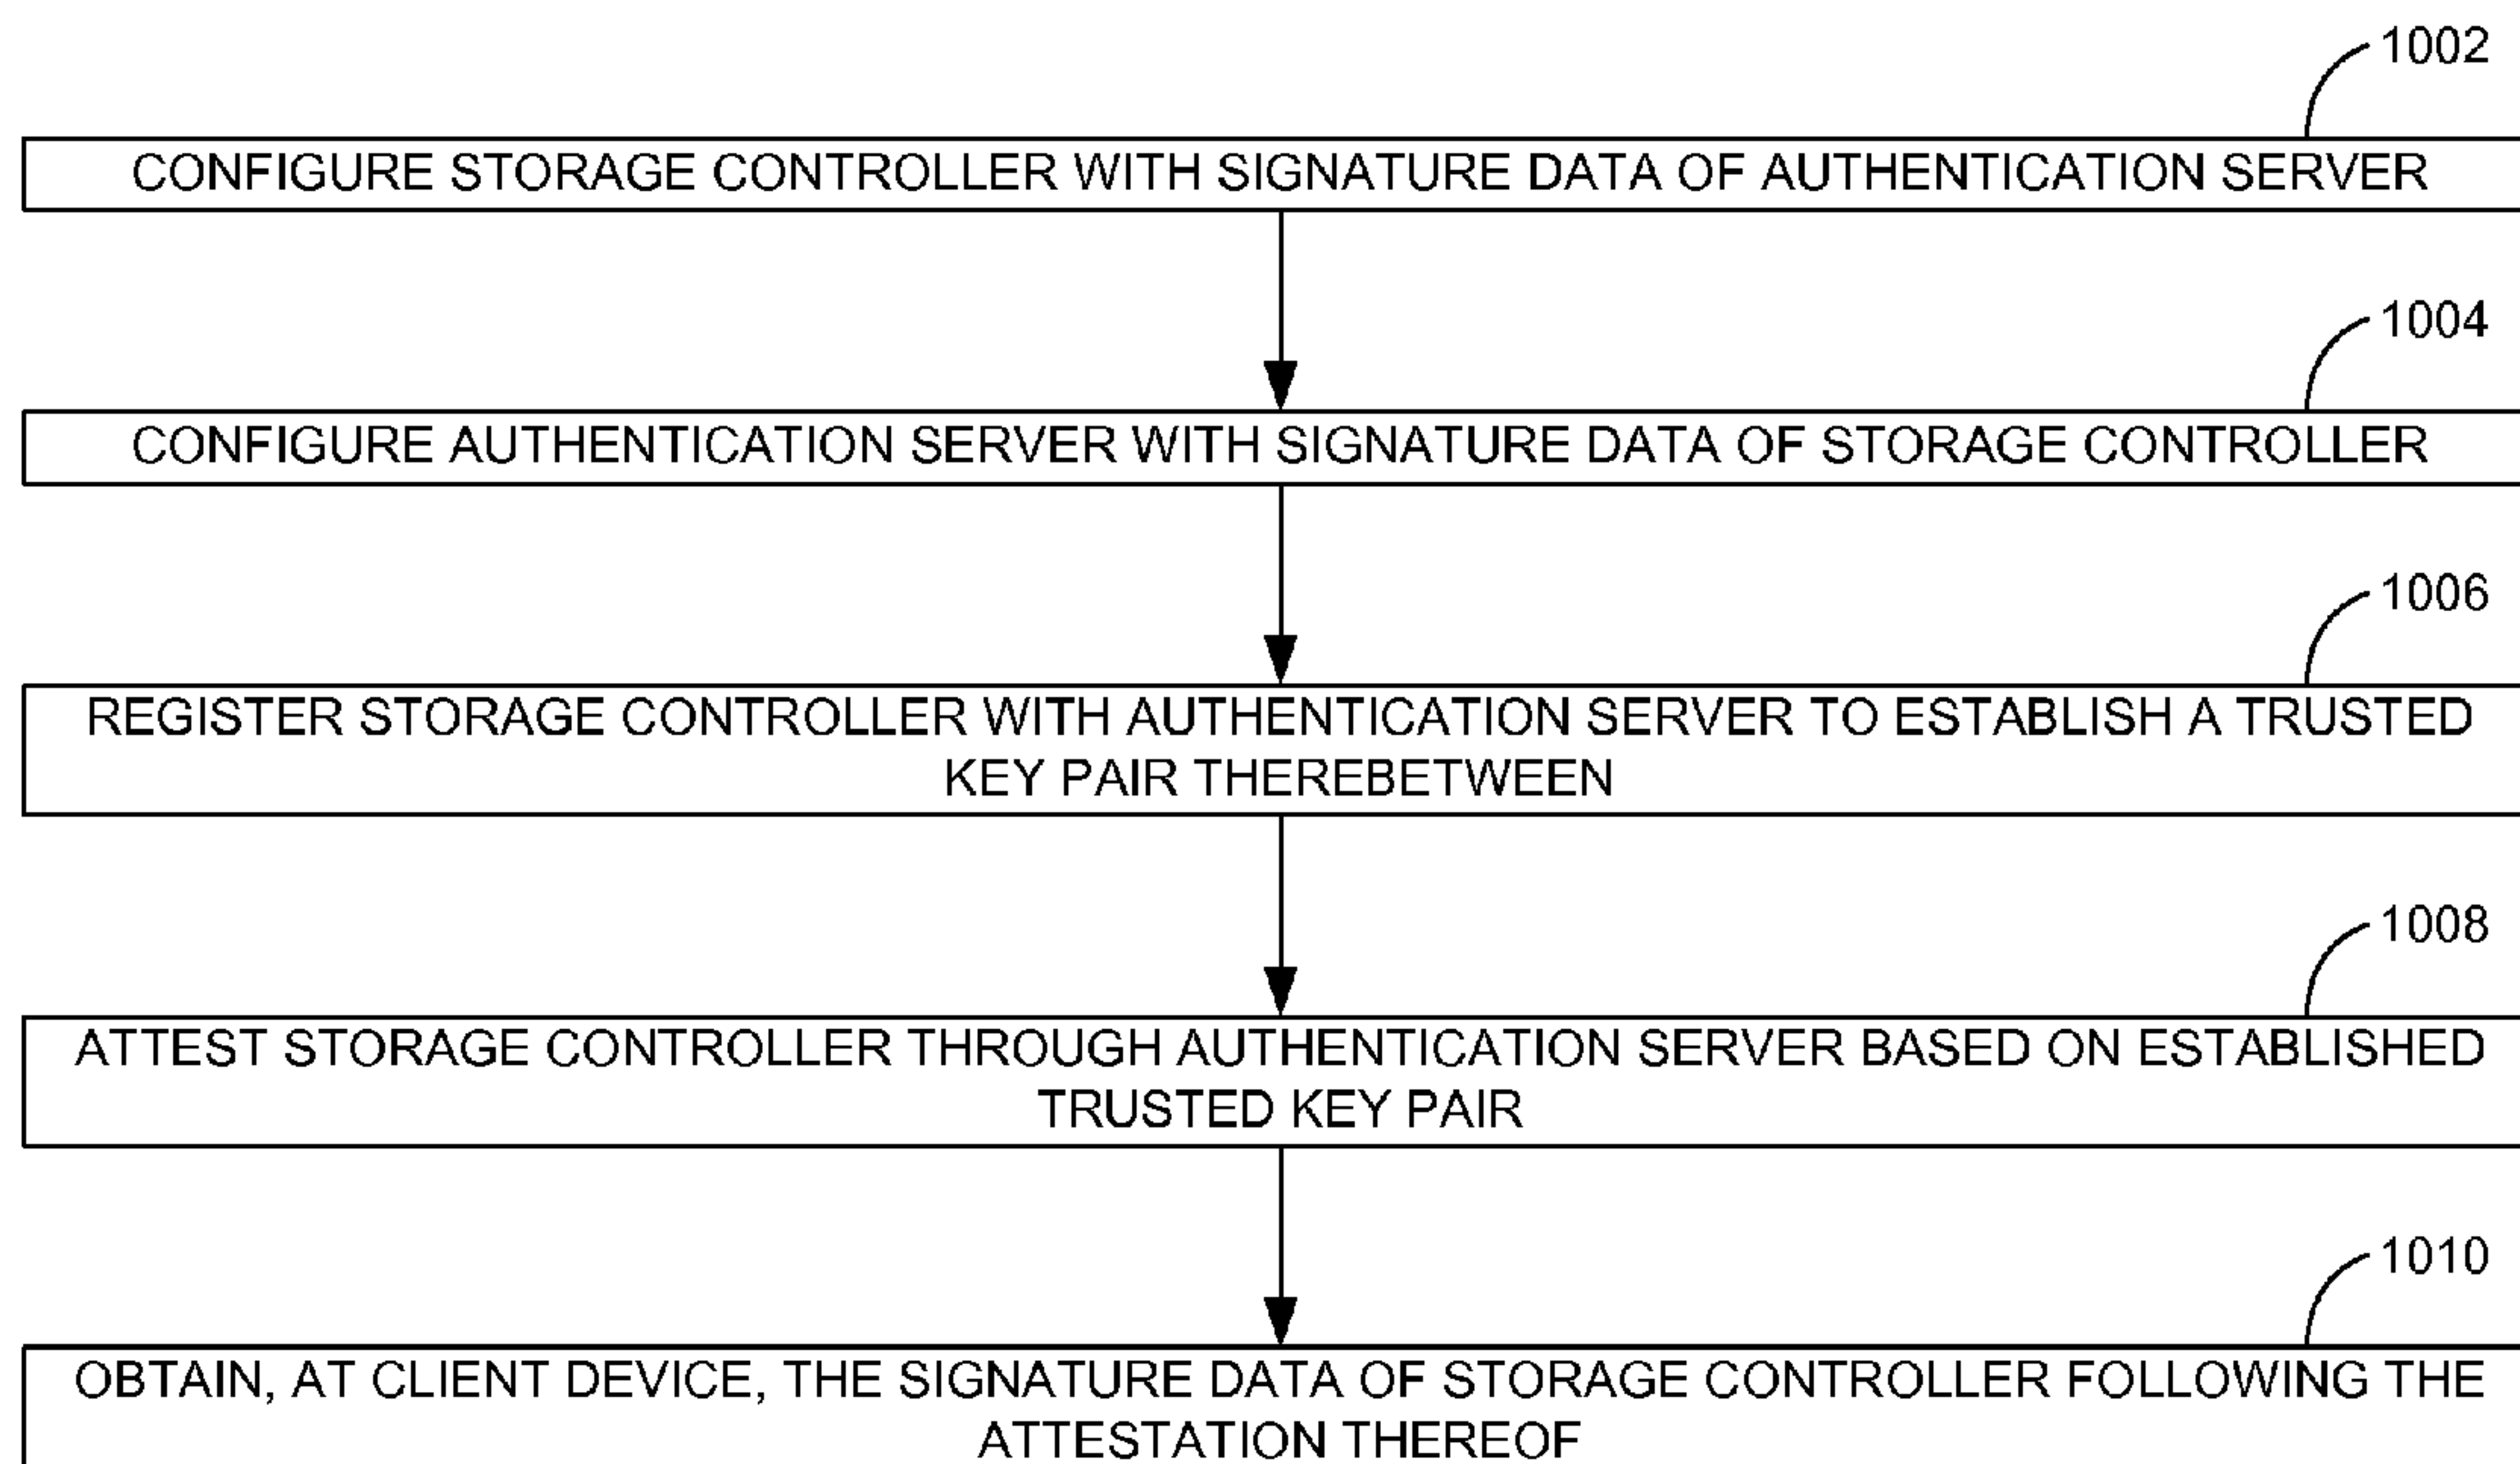 1002
CONFIGURE STORAGE CONTROLLER WITH SIGNATURE DATA OF AUTHENTICATION SERVER
1004
CONFIGURE AUTHENTICATION SERVER WITH SIGNATURE DATA OF STORAGE CONTROLLER
1006
REGISTER STORAGE CONTROLLER WITH AUTHENTICATION SERVER TO ESTABLISH A TRUSTED
KEY PAIR THEREBETWEEN
1008
ATTEST STORAGE CONTROLLER THROUGH AUTHENTICATION SERVER BASED ON ESTABLISHED
TRUSTED KEY PAIR
1010
OBTAIN, AT CLIENT DEVICE, THE SIGNATURE DATA OF STORAGE CONTROLLER FOLLOWING THE
ATTESTATION THEREOF